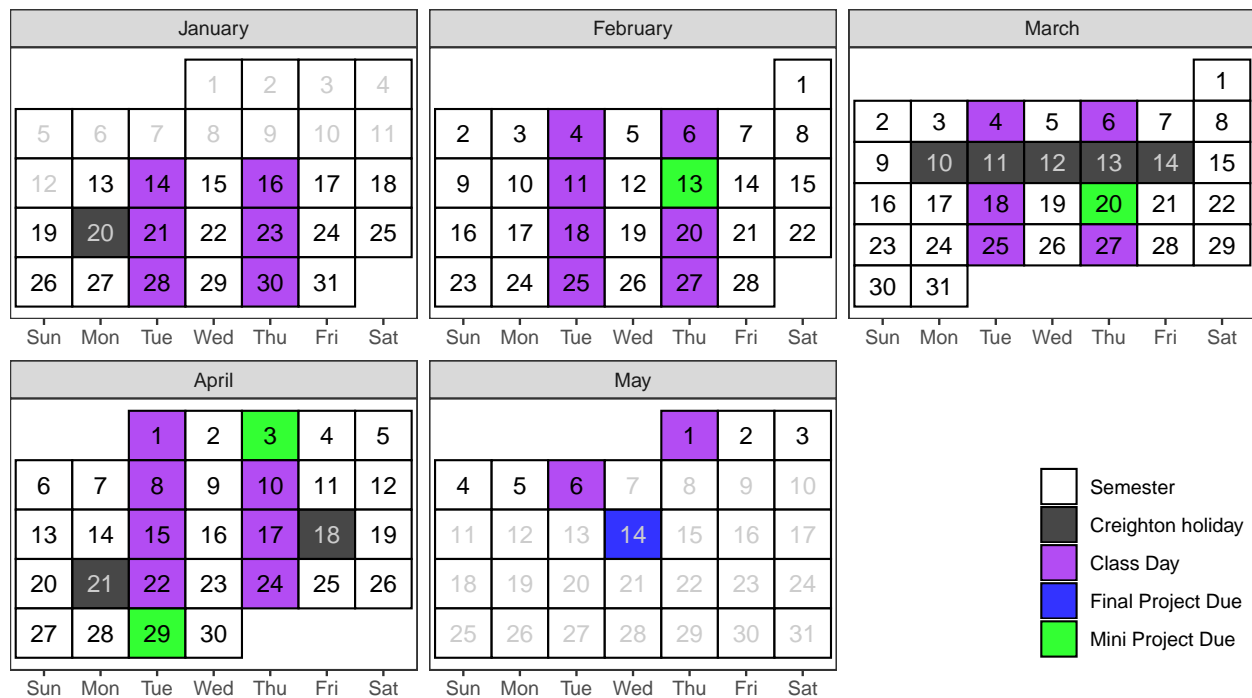 January
1 2 3 4
5 6 7 8 9 10 11
12 13 14 15 16 17 18
19 20 21 22 23 24 25
26 27 28 29 30 31
Sun Mon Tue Wed Thu Fri Sat
February
1
2 3 4 5 6 7 8
9 10 11 12 13 14 15
16 17 18 19 20 21 22
23 24 25 26 27 28
Sun Mon Tue Wed Thu Fri Sat
March
1
2 3 4 5 6 7 8
9 10 11 12 13 14 15
16 17 18 19 20 21 22
23 24 25 26 27 28 29
30 31
Sun Mon Tue Wed Thu Fri Sat
April
1 2 3 4 5
6 7 8 9 10 11 12
13 14 15 16 17 18 19
20 21 22 23 24 25 26
27 28 29 30
Sun Mon Tue Wed Thu Fri Sat
May
1 2 3
4 5 6 7 8 9 10
11 12 13 14 15 16 17
18 19 20 21 22 23 24
25 26 27 28 29 30 31
Sun Mon Tue Wed Thu Fri Sat
Semester
Creighton holiday
Class Day
Final Project Due
Mini Project Due